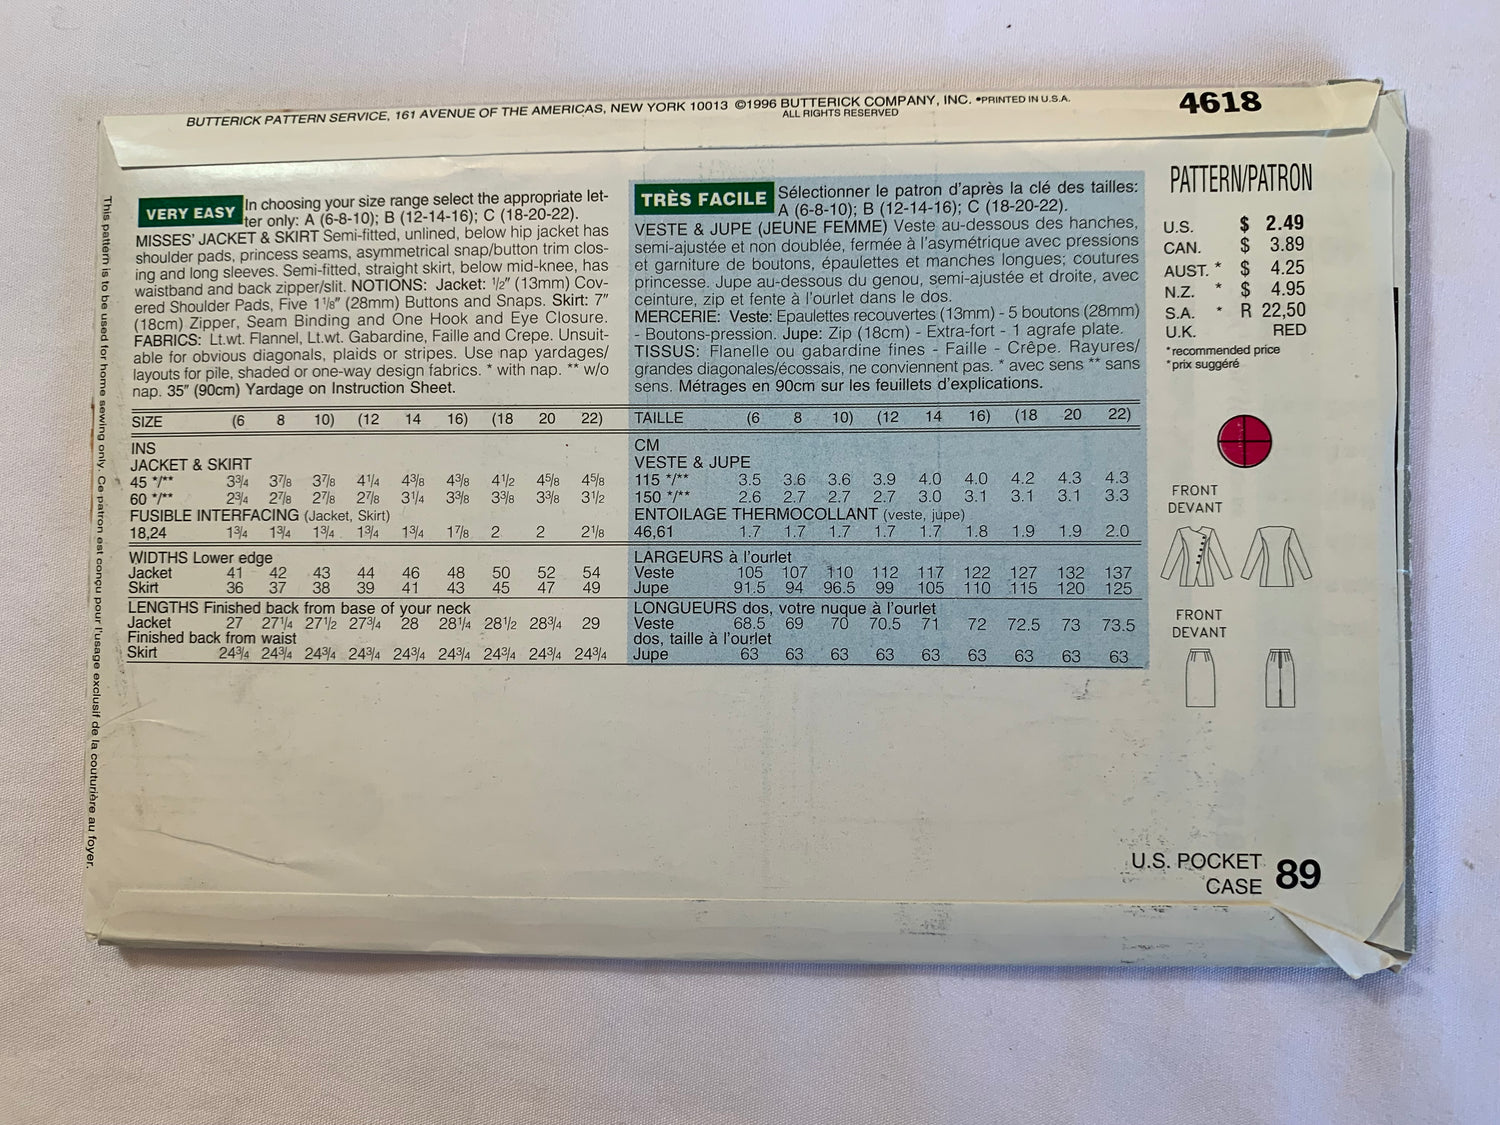 BUTTERICK PATTERN SERVICE, 161 AVENUE OF THE AMERICAS, NEW YORK 10013 ©1996 BUTTERICK COMPANY, INC. •PRINTED IN U.S.A.
ALL RIGHTS RESERVED
4618
This pattern is to be used for home sewing only. Ce patron est conçu pour l'usage exclusif de la couturière au foyer.
VERY EASY In choosing your size range select the appropriate let-
ter only: A (6-8-10); B (12-14-16); C (18-20-22).
MISSES' JACKET & SKIRT Semi-fitted, unlined, below hip jacket has
shoulder pads, princess seams, asymmetrical snap/button trim clos-
ing and long sleeves. Semi-fitted, straight skirt, below mid-knee, has
waistband and back zipper/slit. NOTIONS: Jacket: 1/2" (13mm) Cov-
ered Shoulder Pads, Five 1 1/8" (28mm) Buttons and Snaps. Skirt: 7"
(18cm) Zipper, Seam Binding and One Hook and Eye Closure.
FABRICS: Lt.wt. Flannel, Lt.wt. Gabardine, Faille and Crepe. Unsuit-
able for obvious diagonals, plaids or stripes. Use nap yardages/
layouts for pile, shaded or one-way design fabrics. * with nap. ** w/o
nap. 35" (90cm) Yardage on Instruction Sheet.
SIZE (6 8 10) (12 14 16) (18 20 22)
INS
JACKET & SKIRT
45 */** 3 3/4 3 7/8 3 7/8 4 1/4 4 3/8 4 3/8 4 1/2 4 5/8 4 5/8
60 */** 2 3/4 2 7/8 2 7/8 2 7/8 3 1/4 3 3/8 3 3/8 3 3/8 3 1/2
FUSIBLE INTERFACING (Jacket, Skirt)
18,24 1 3/4 1 3/4 1 3/4 1 3/4 1 3/4 1 7/8 2 2 2 1/8
WIDTHS Lower edge
Jacket 41 42 43 44 46 48 50 52 54
Skirt 36 37 38 39 41 43 45 47 49
LENGTHS Finished back from base of your neck
Jacket 27 27 1/4 27 1/2 27 3/4 28 28 1/4 28 1/2 28 3/4 29
Finished back from waist
Skirt 24 3/4 24 3/4 24 3/4 24 3/4 24 3/4 24 3/4 24 3/4 24 3/4 24 3/4
TRÈS FACILE Sélectionner le patron d'après la clé des tailles:
A (6-8-10); B (12-14-16); C (18-20-22).
VESTE & JUPE (JEUNE FEMME) Veste au-dessous des hanches,
semi-ajustée et non doublée, fermée à l'asymétrique avec pressions
et garniture de boutons, épaulettes et manches longues; coutures
princesse. Jupe au-dessous du genou, semi-ajustée et droite, avec
ceinture, zip et fente à l'ourlet dans le dos.
MERCERIE: Veste: Epaulettes recouvertes (13mm) - 5 boutons (28mm)
- Boutons-pression. Jupe: Zip (18cm) - Extra-fort - 1 agrafe plate.
TISSUS: Flanelle ou gabardine fines - Faille - Crêpe. Rayures/
grandes diagonales/écossais, ne conviennent pas. * avec sens ** sans
sens. Métrages en 90cm sur les feuillets d'explications.
TAILLE (6 8 10) (12 14 16) (18 20 22)
CM
VESTE & JUPE
115 */** 3.5 3.6 3.6 3.9 4.0 4.0 4.2 4.3 4.3
150 */** 2.6 2.7 2.7 2.7 3.0 3.1 3.1 3.1 3.3
ENTOILAGE THERMOCOLLANT (veste, jupe)
46,61 1.7 1.7 1.7 1.7 1.7 1.8 1.9 1.9 2.0
LARGEURS à l'ourlet
Veste 105 107 110 112 117 122 127 132 137
Jupe 91.5 94 96.5 99 105 110 115 120 125
LONGUEURS dos, votre nuque à l'ourlet
Veste 68.5 69 70 70.5 71 72 72.5 73 73.5
dos, taille à l'ourlet
Jupe 63 63 63 63 63 63 63 63 63
PATTERN/PATRON
U.S. $ 2.49
CAN. $ 3.89
AUST. * $ 4.25
N.Z. * $ 4.95
S.A. * R 22,50
U.K. RED
*recommended price
*prix suggéré
FRONT
DEVANT
FRONT
DEVANT
U.S. POCKET
CASE 89